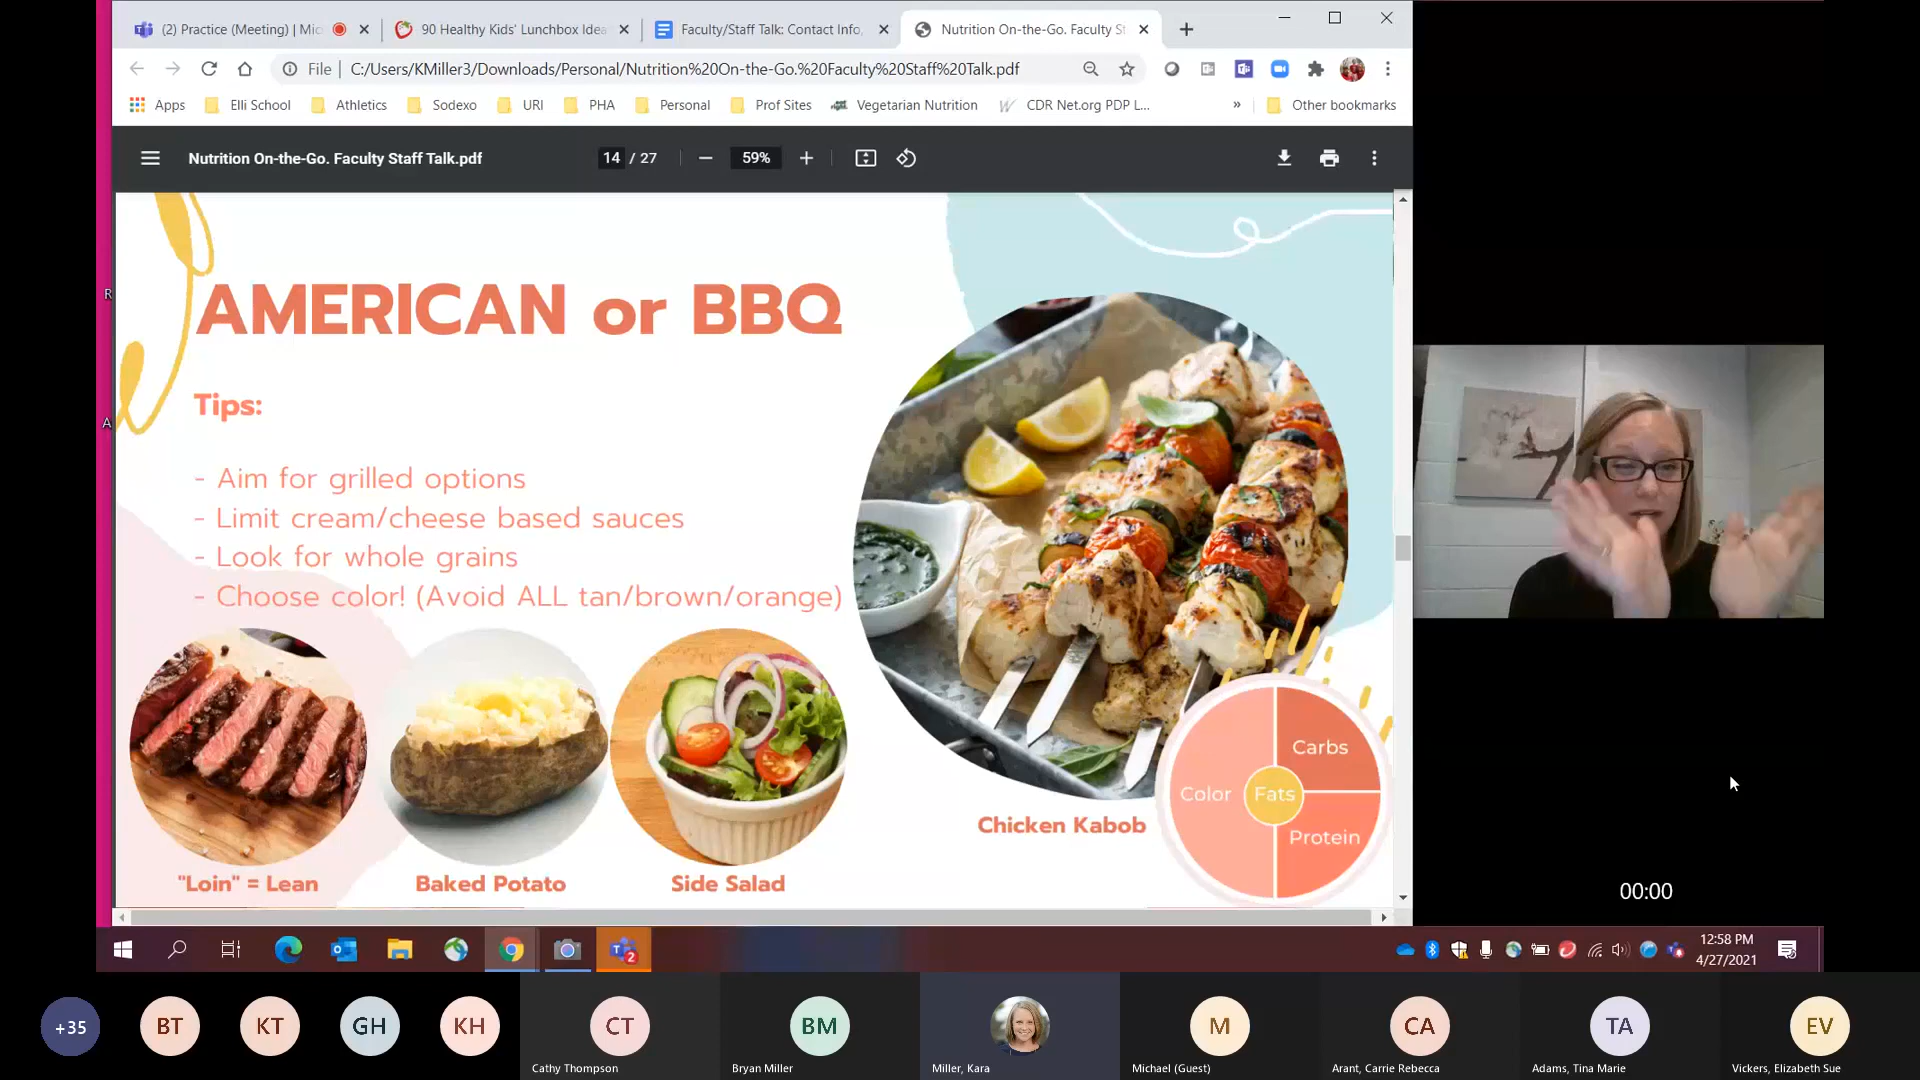 (2) Practice (Meeting) | Mic
90 Healthy Kids' Lunchbox Idea
Faculty/Staff Talk: Contact Info,
Nutrition On-the-Go. Faculty St
File | C:/Users/KMiller3/Downloads/Personal/Nutrition%20On-the-Go.%20Faculty%20Staff%20Talk.pdf
Apps
Elli School
Athletics
Sodexo
URI
PHA
Personal
Prof Sites
Vegetarian Nutrition
CDR Net.org PDP L...
»
Other bookmarks
Nutrition On-the-Go. Faculty Staff Talk.pdf
14 / 27
59%
R
A
AMERICAN or BBQ
Tips:
- Aim for grilled options
- Limit cream/cheese based sauces
- Look for whole grains
- Choose color! (Avoid ALL tan/brown/orange)
"Loin" = Lean
Baked Potato
Side Salad
Chicken Kabob
Color
Fats
Carbs
Protein
00:00
2
12:58 PM
4/27/2021
+35
BT
KT
GH
KH
CT
Cathy Thompson
BM
Bryan Miller
Miller, Kara
M
Michael (Guest)
CA
Arant, Carrie Rebecca
TA
Adams, Tina Marie
EV
Vickers, Elizabeth Sue